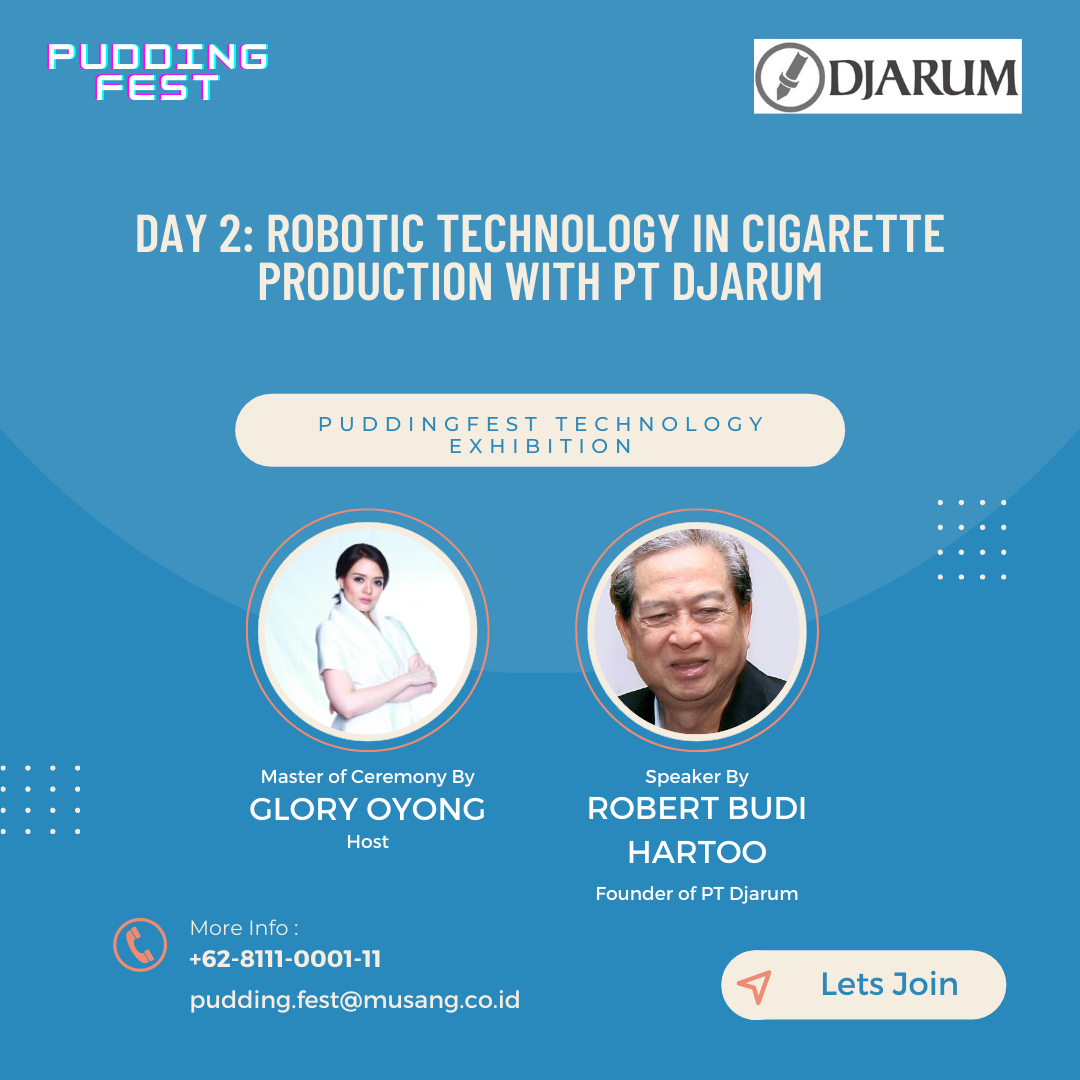 PUDDING
FEST
DJARUM
DAY 2: ROBOTIC TECHNOLOGY IN CIGARETTE
PRODUCTION WITH PT DJARUM
PUDDINGFEST TECHNOLOGY
EXHIBITION
Master of Ceremony By
GLORY OYONG
Host
Speaker By
ROBERT BUDI
HARTOO
Founder of PT Djarum
More Info :
+62-8111-0001-11
pudding.fest@musang.co.id
Lets Join